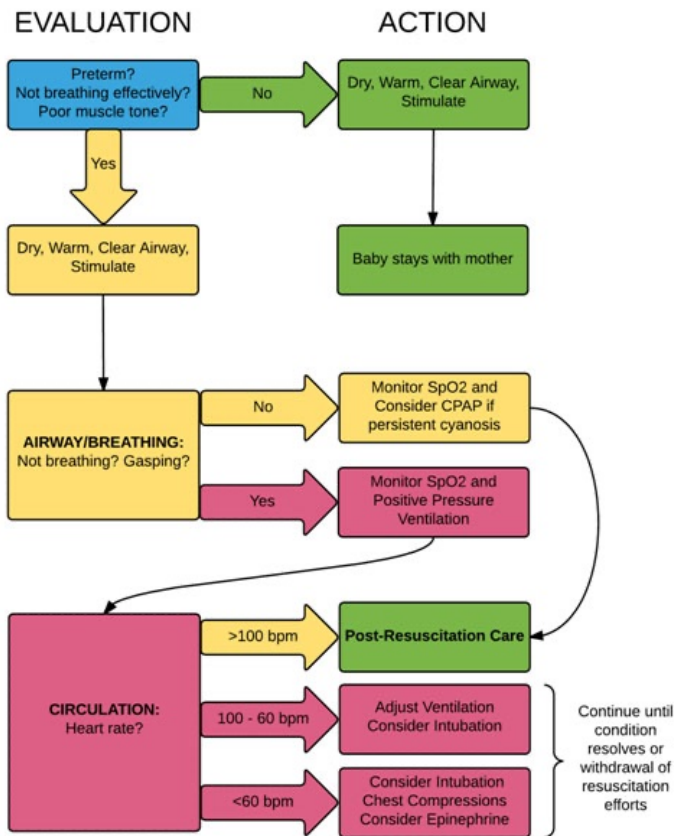 EVALUATION
ACTION
Preterm?
Not breathing effectively?
Poor muscle tone?
No
Dry, Warm, Clear Airway,
Stimulate
Yes
Dry, Warm, Clear Airway,
Stimulate
Baby stays with mother
AIRWAY/BREATHING:
Not breathing? Gasping?
No
Monitor SpO2 and
Consider CPAP if
persistent cyanosis
Yes
Monitor SpO2 and
Positive Pressure
Ventilation
CIRCULATION:
Heart rate?
>100 bpm
Post-Resuscitation Care
100 - 60 bpm
Adjust Ventilation
Consider Intubation
<60 bpm
Consider Intubation
Chest Compressions
Consider Epinephrine
Continue until
condition
resolves or
withdrawal of
resuscitation
efforts